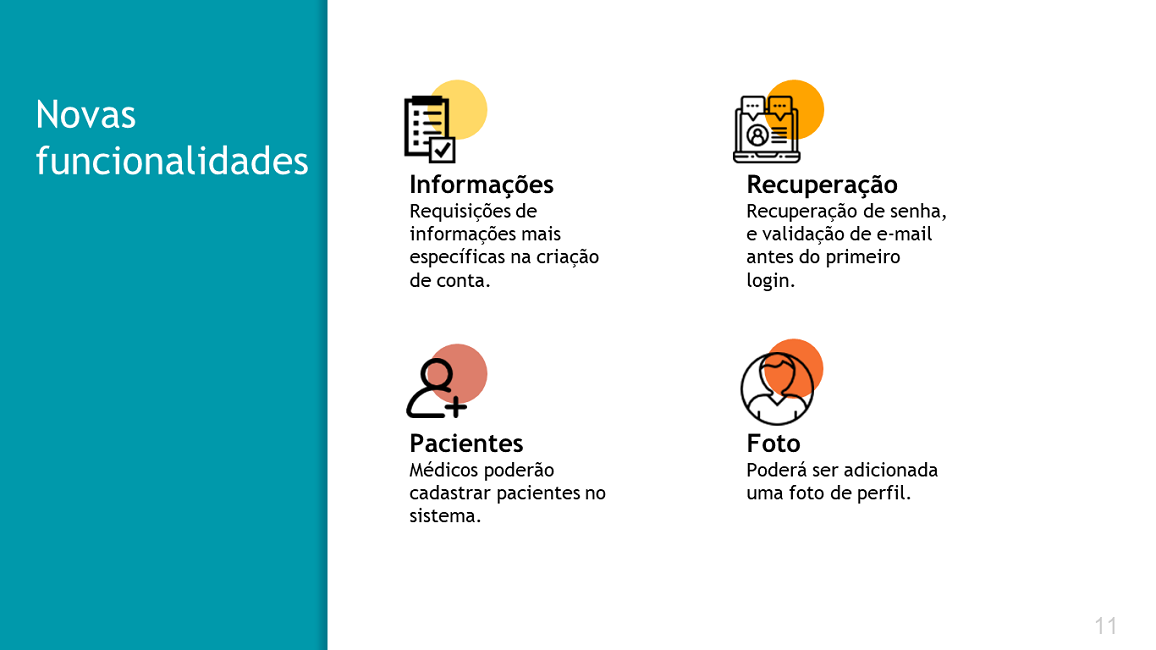 Novas
funcionalidades
Informações
Requisições de
informações mais
específicas na criação
de conta.
Recuperação
Recuperação de senha,
e validação de e-mail
antes do primeiro
login.
Pacientes
Médicos poderão
cadastrar pacientes no
sistema.
Foto
Poderá ser adicionada
uma foto de perfil.
11